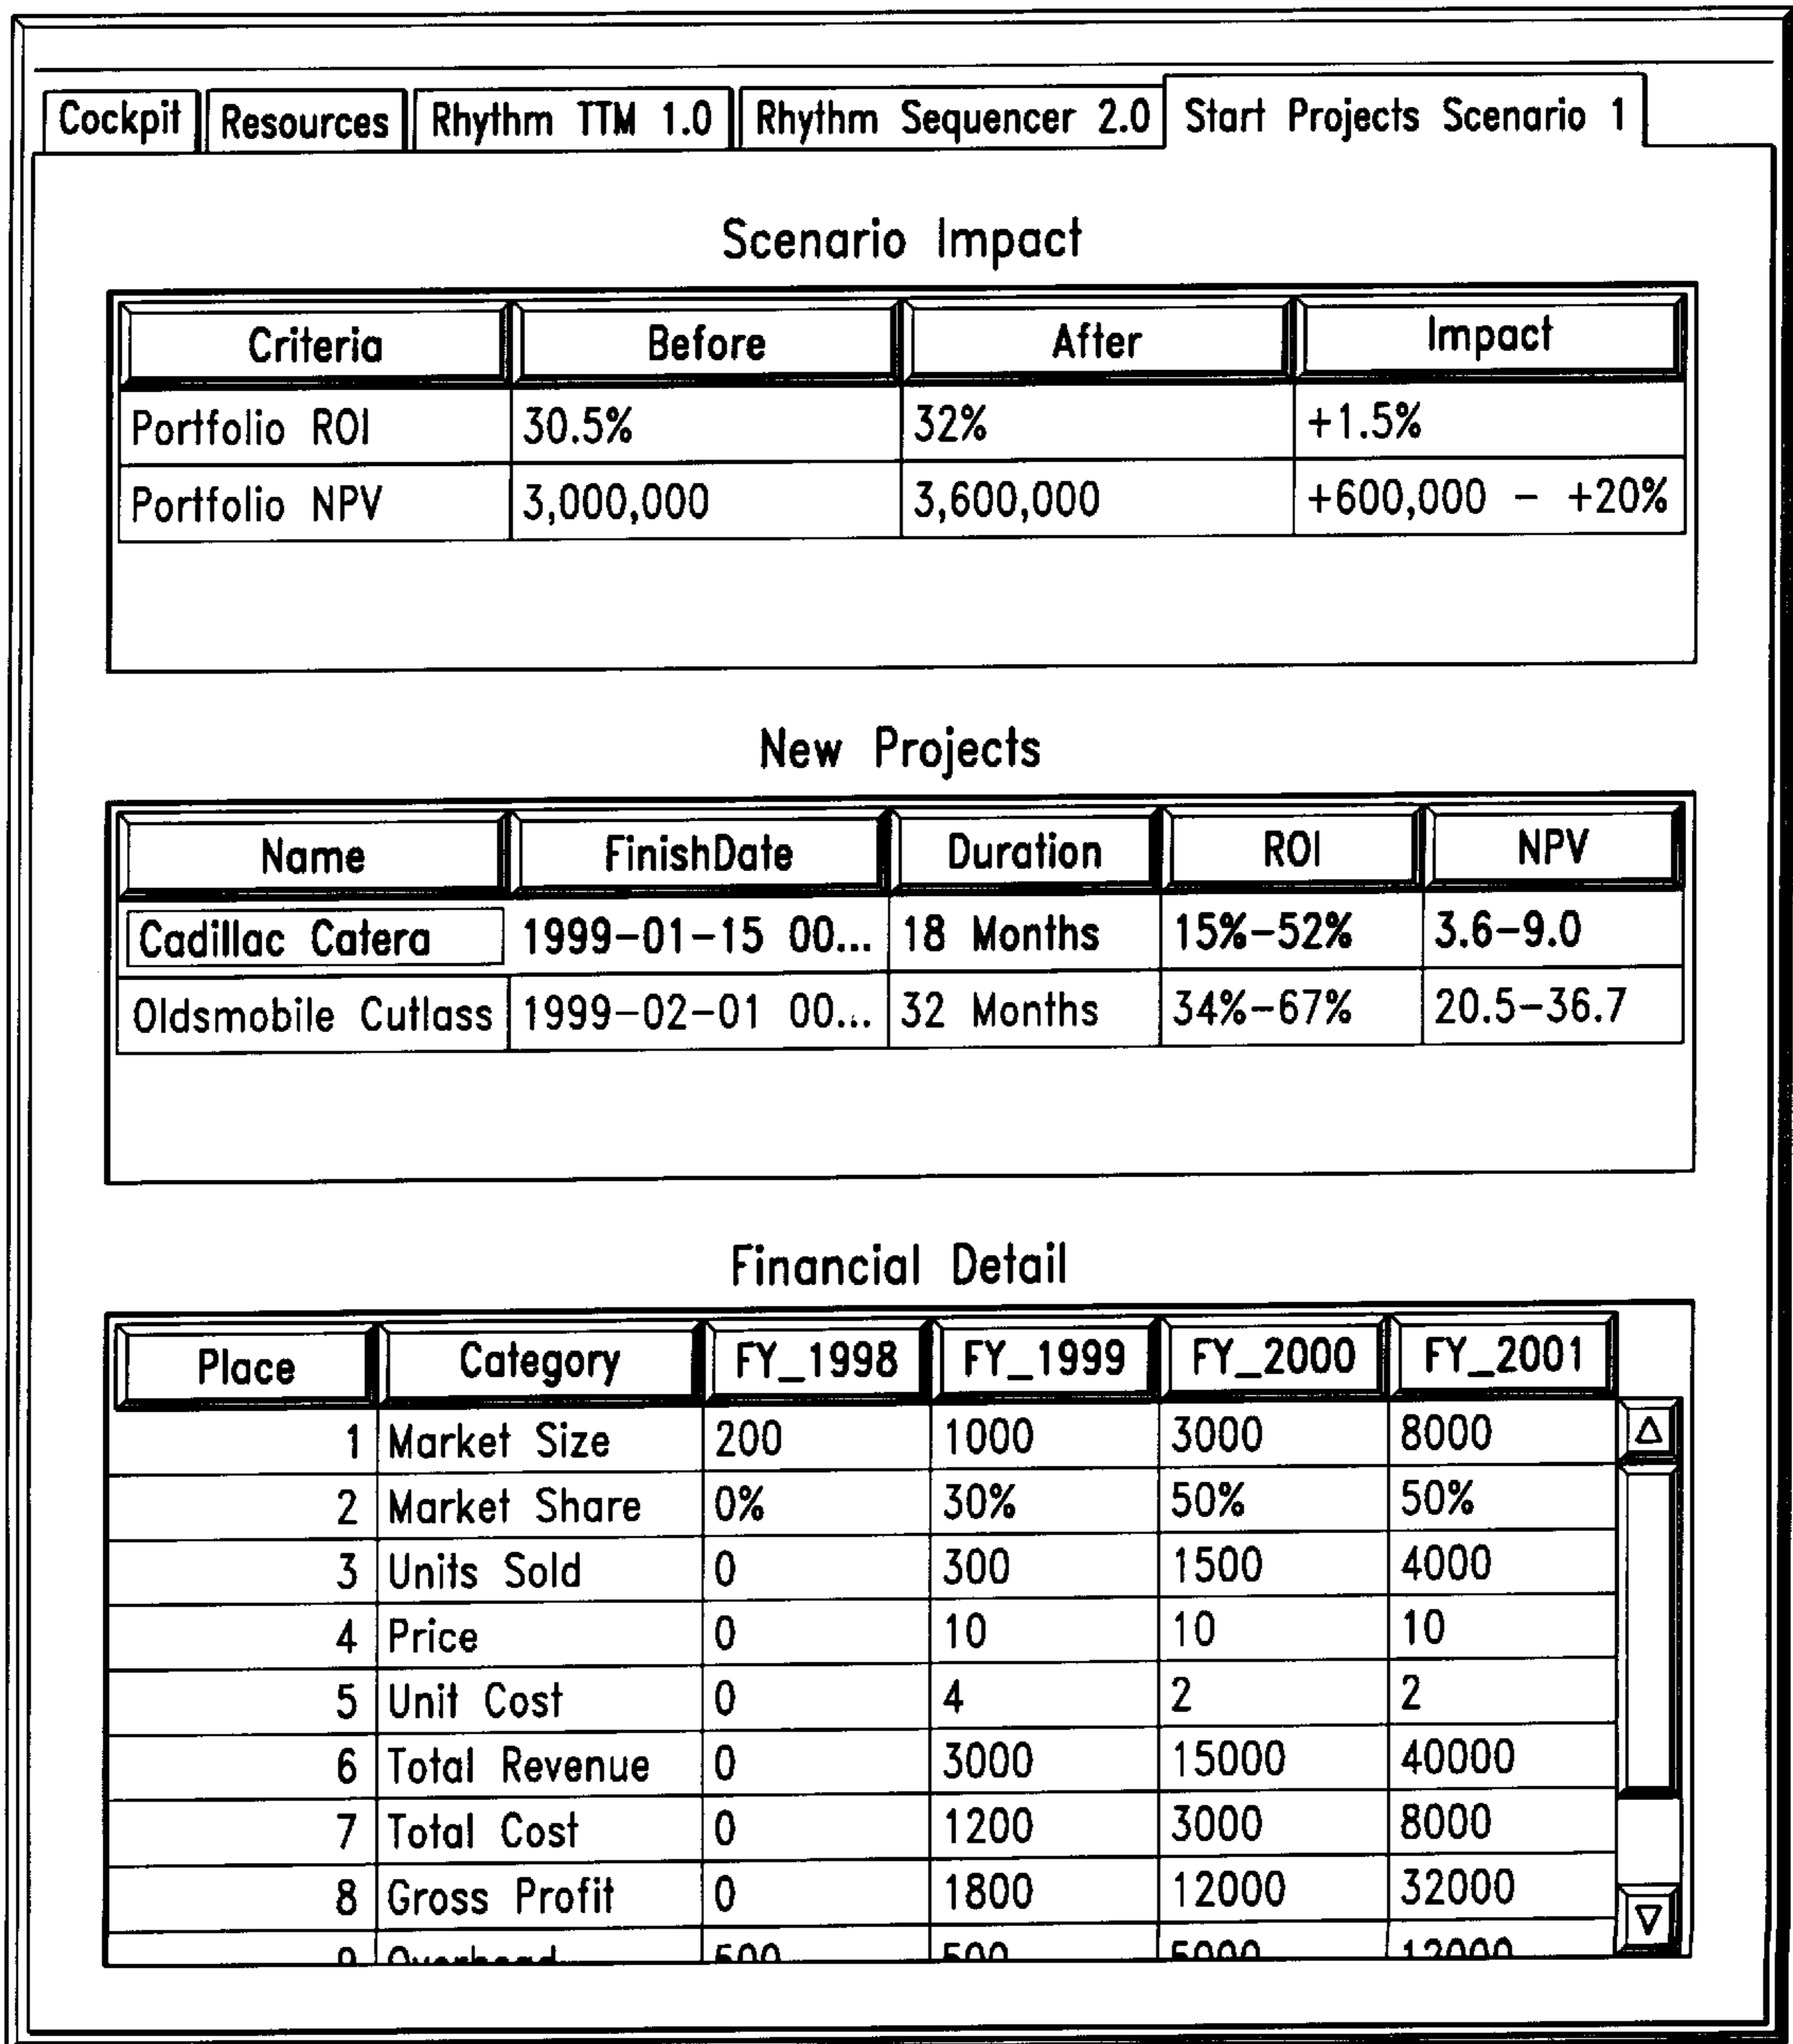 Cockpit Resources Rhythm TTM 1.0 Rhythm Sequencer 2.0 Start Projects Scenario 1
Scenario Impact
Criteria Before After Impact
Portfolio ROI 30.5% 32% +1.5%
Portfolio NPV 3,000,000 3,600,000 +600,000 - +20%
New Projects
Name FinishDate Duration ROI NPV
Cadillac Catera 1999-01-15 00... 18 Months 15%-52% 3.6-9.0
Oldsmobile Cutlass 1999-02-01 00... 32 Months 34%-67% 20.5-36.7
Financial Detail
Place Category FY_1998 FY_1999 FY_2000 FY_2001
1 Market Size 200 1000 3000 8000
2 Market Share 0% 30% 50% 50%
3 Units Sold 0 300 1500 4000
4 Price 0 10 10 10
5 Unit Cost 0 4 2 2
6 Total Revenue 0 3000 15000 40000
7 Total Cost 0 1200 3000 8000
8 Gross Profit 0 1800 12000 32000
9 Overhead 500 500 5000 12000